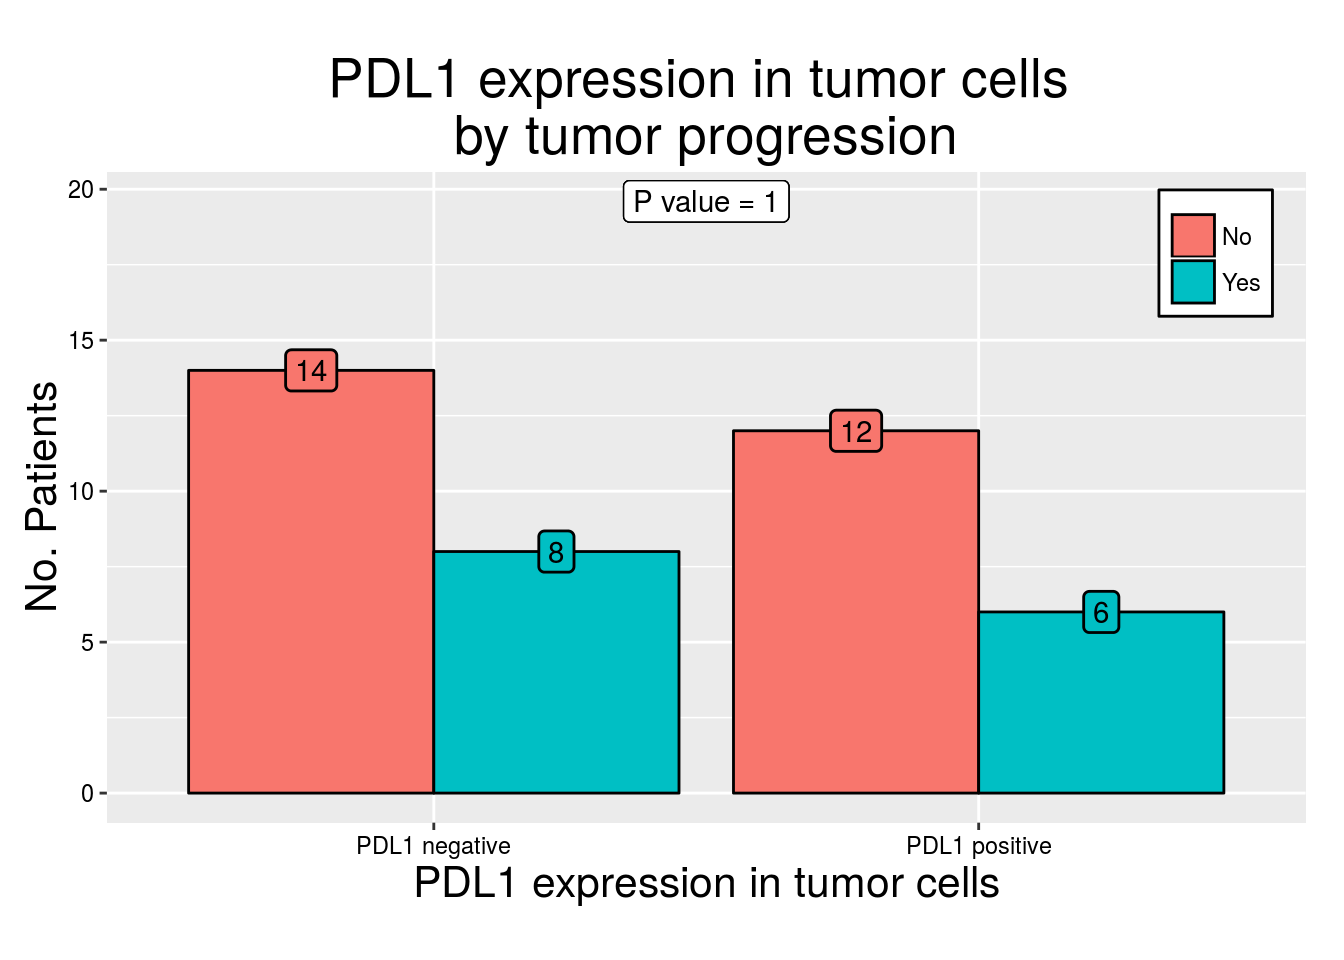 PDL1 expression in tumor cells
by tumor progression
P value = 1
No
Yes
No. Patients
20
15
10
5
0
14
8
12
6
PDL1 negative
PDL1 positive
PDL1 expression in tumor cells